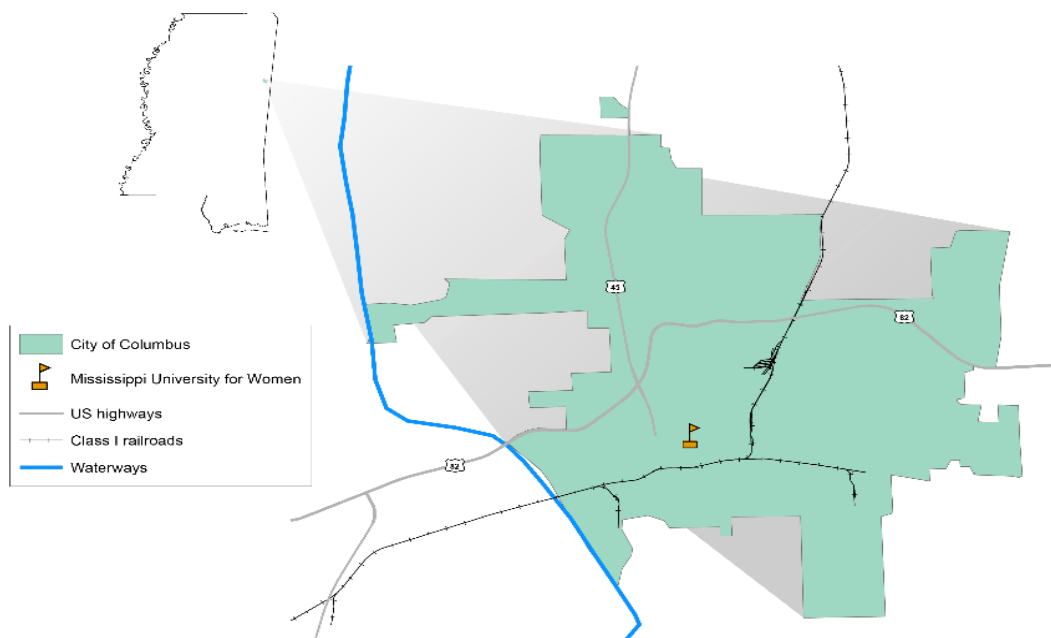 45
82
City of Columbus
Mississippi University for Women
US highways
Class I railroads
Waterways
82